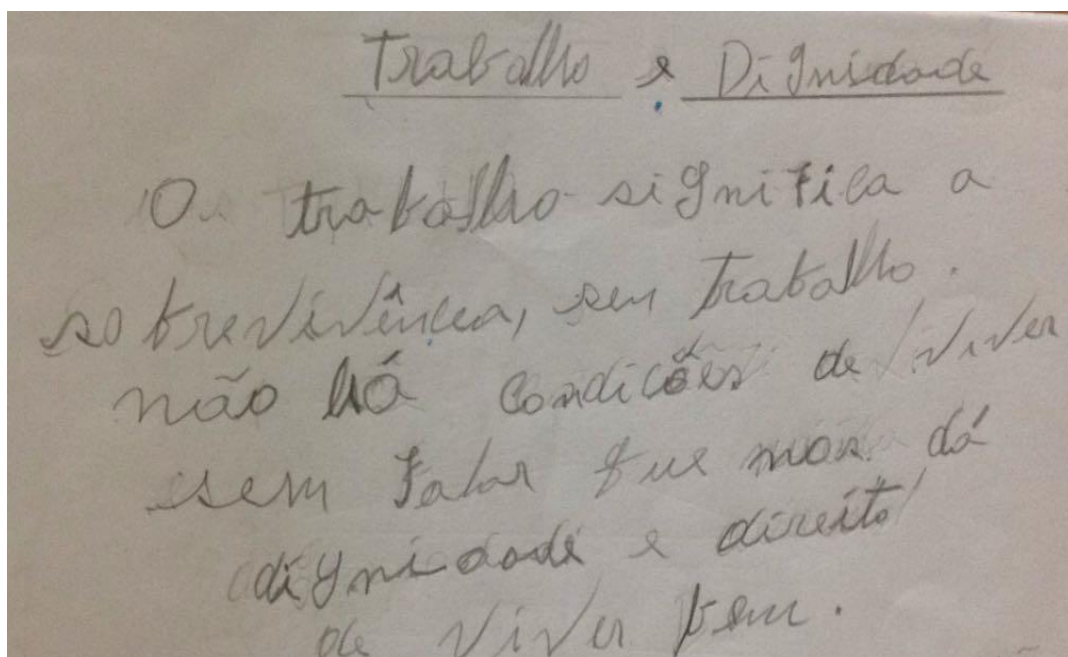 Trabalho e Dignidade
O trabalho significa a
sobrevivência, sem trabalho.
não há condições de viver
sem falar que nos dá
dignidade e direito
de viver bem.